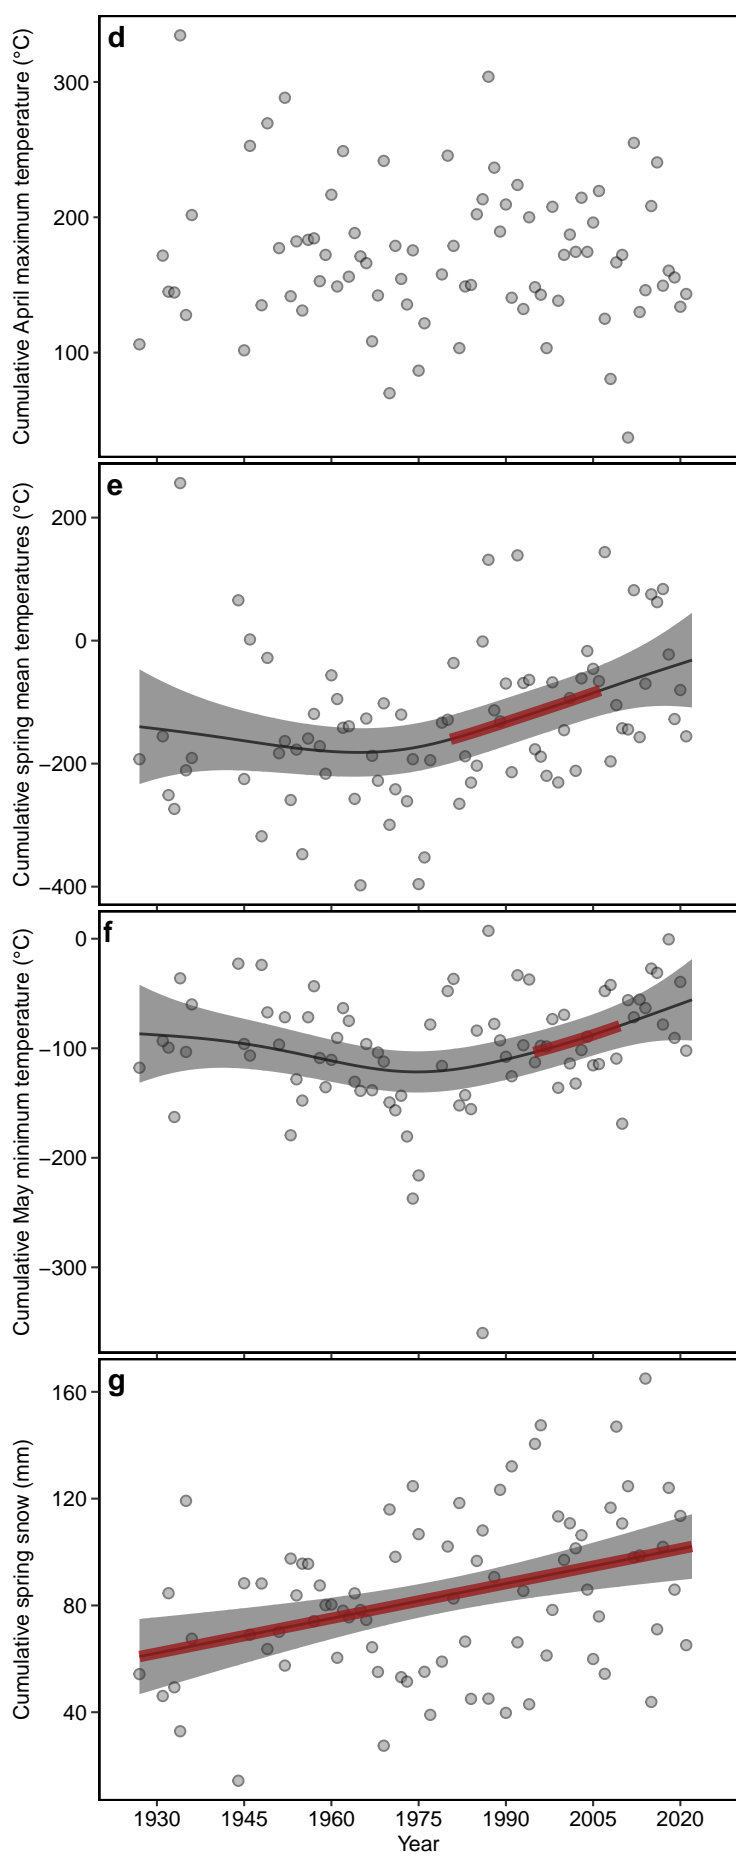 d
Cumulative April maximum temperature (°C)
300
200
100
e
Cumulative spring mean temperatures (°C)
200
0
−200
−400
f
Cumulative May minimum temperature (°C)
0
−100
−200
−300
g
Cumulative spring snow (mm)
160
120
80
40
1930 1945 1960 1975 1990 2005 2020
Year